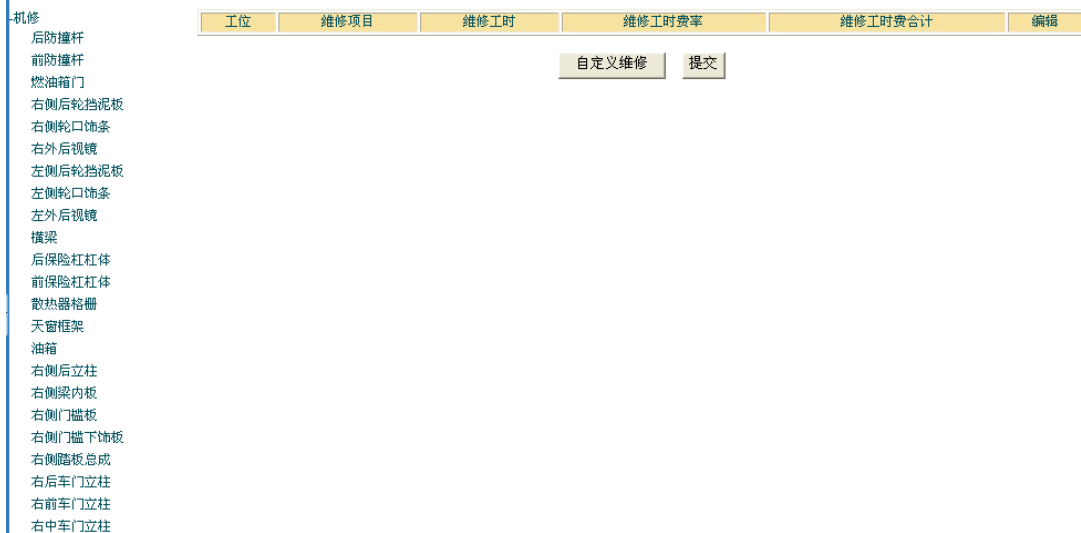 -机修
工位 维修项目 维修工时 维修工时费率 维修工时费合计 编辑
后防撞杆
前防撞杆
自定义维修 提交
燃油箱门
右侧后轮挡泥板
右侧轮口饰条
右外后视镜
左侧后轮挡泥板
左侧轮口饰条
左外后视镜
横梁
后保险杠杠体
前保险杠杠体
散热器格栅
天窗框架
油箱
右侧后立柱
右侧梁内板
右侧门槛板
右侧门槛下饰板
右侧踏板总成
右后车门立柱
右前车门立柱
右中车门立柱